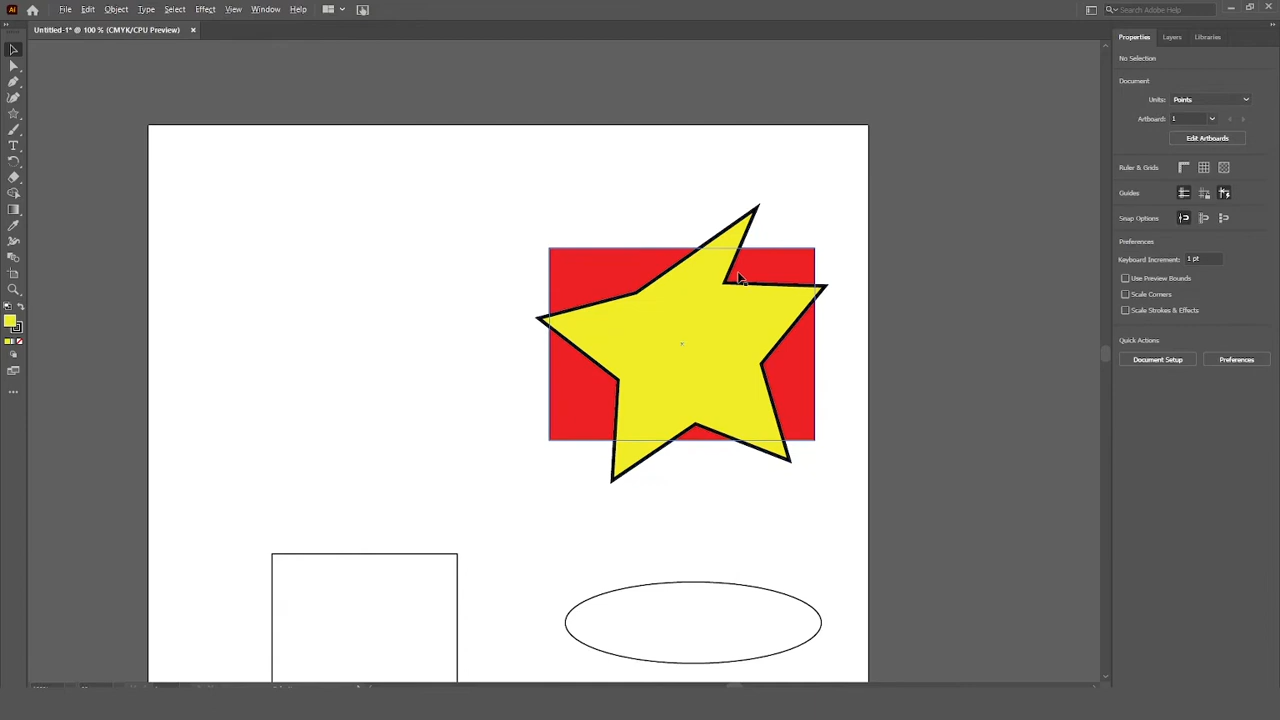 Ai File Edit Object Type Select Effect View Window Help Search Adobe Help
Untitled-1* @ 100 % (CMYK/CPU Preview) ×
Properties Layers Libraries
No Selection
Document
Units: Points
Artboard: 1
Edit Artboards
Ruler & Grids
Guides
Snap Options
Preferences
Keyboard Increment: 1 pt
Use Preview Bounds
Scale Corners
Scale Strokes & Effects
Quick Actions
Document Setup Preferences